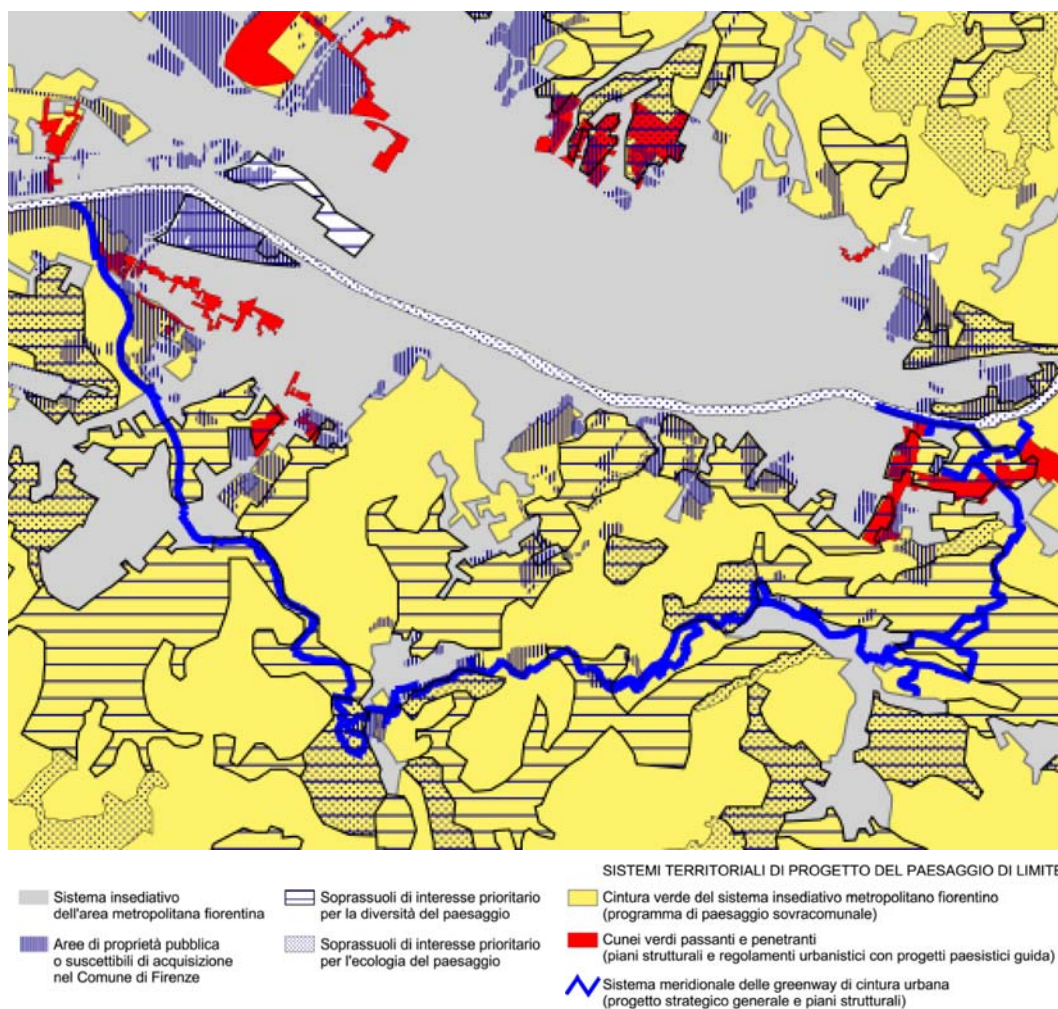 SISTEMI TERRITORIALI DI PROGETTO DEL PAESAGGIO DI LIMITE
Sistema insediativo
dell'area metropolitana fiorentina
Aree di proprietà pubblica
o suscettibili di acquisizione
nel Comune di Firenze
Soprassuoli di interesse prioritario
per la diversità del paesaggio
Soprassuoli di interesse prioritario
per l'ecologia del paesaggio
Cintura verde del sistema insediativo metropolitano fiorentino
(programma di paesaggio sovracomunale)
Cunei verdi passanti e penetranti
(piani strutturali e regolamenti urbanistici con progetti paesistici guida)
Sistema meridionale delle greenway di cintura urbana
(progetto strategico generale e piani strutturali)